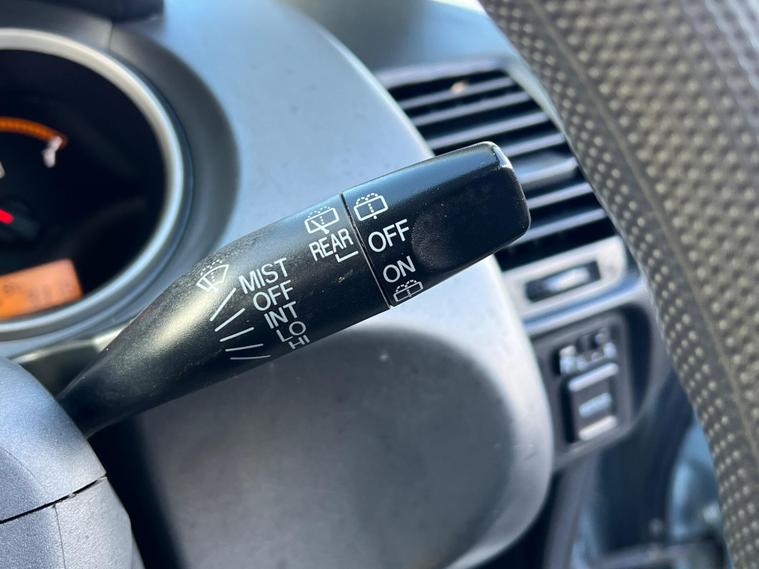 MIST
OFF
INT
LO
HI
REAR
OFF
ON